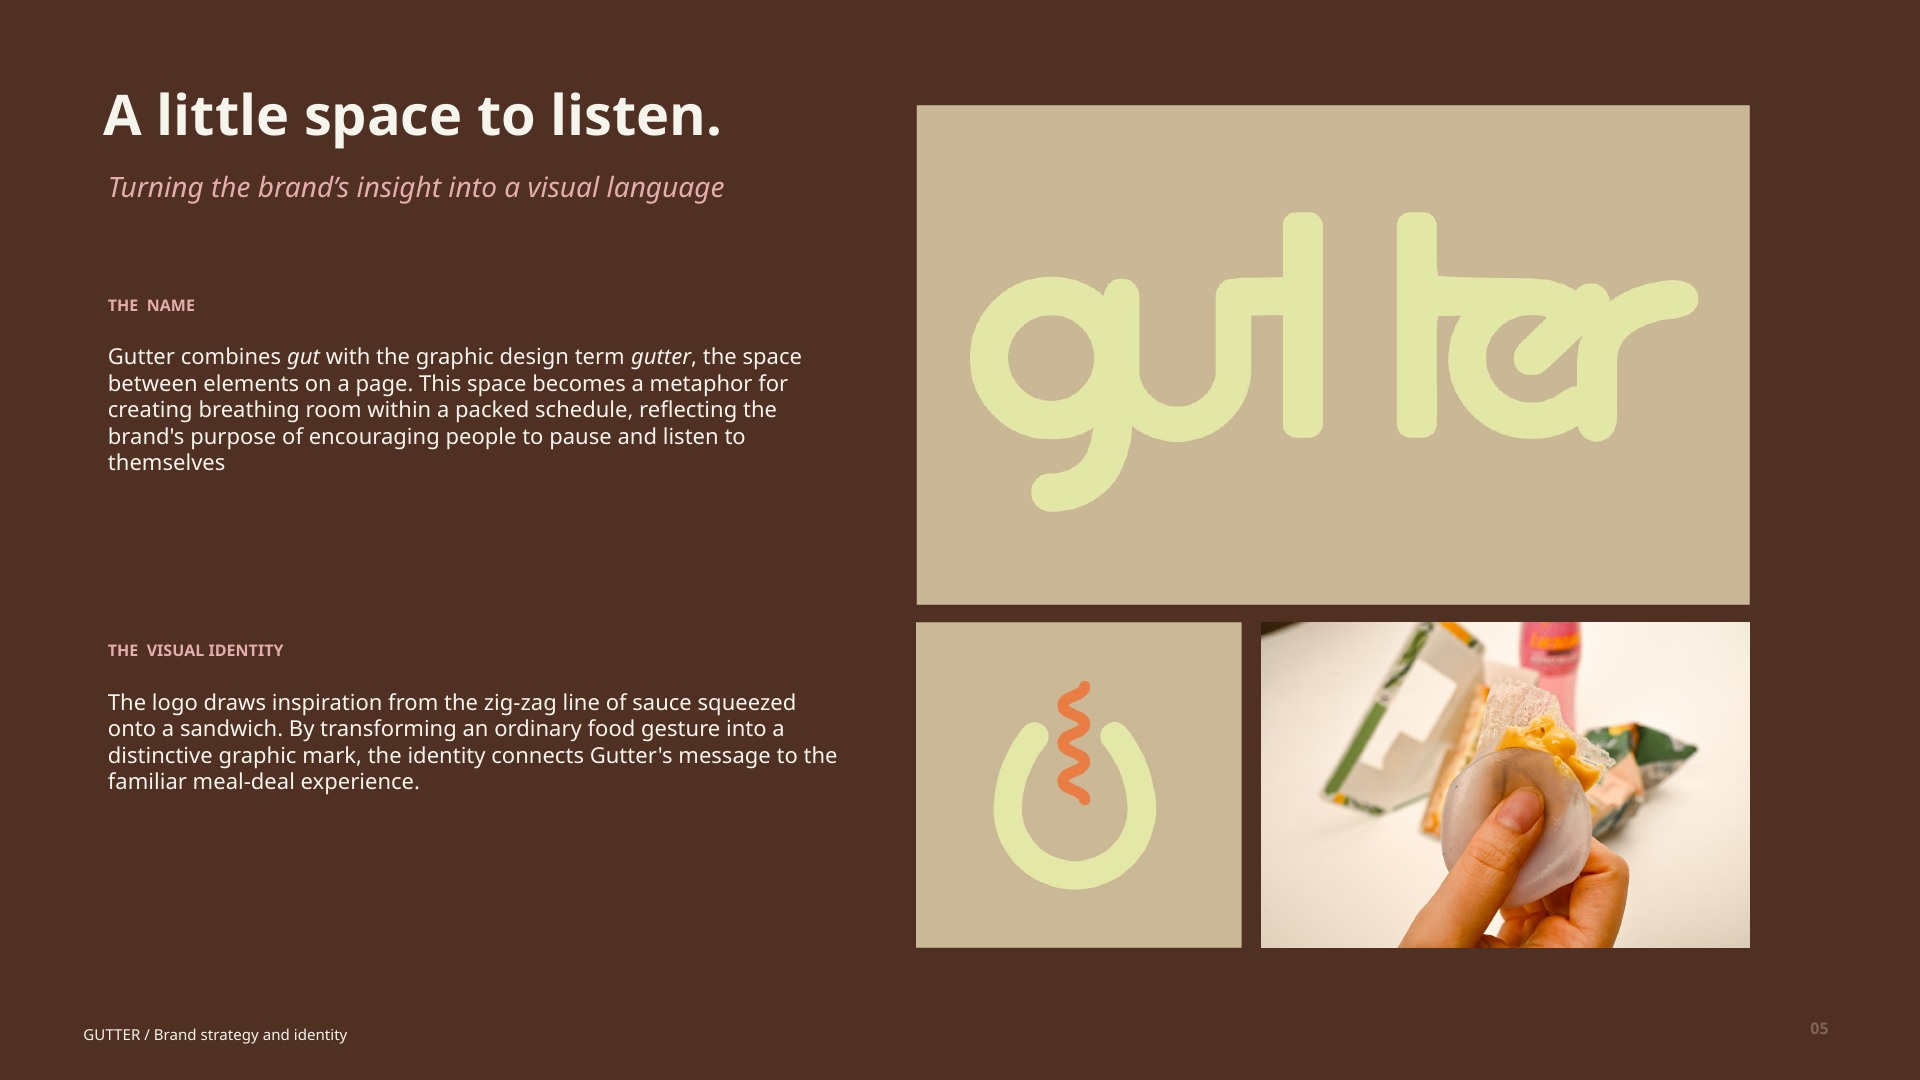 A little space to listen.
Turning the brand’s insight into a visual language
THE  NAME
Gutter combines gut with the graphic design term gutter, the space
between elements on a page. This space becomes a metaphor for
creating breathing room within a packed schedule, reflecting the
brand's purpose of encouraging people to pause and listen to
themselves
THE  VISUAL IDENTITY
The logo draws inspiration from the zig-zag line of sauce squeezed
onto a sandwich. By transforming an ordinary food gesture into a
distinctive graphic mark, the identity connects Gutter's message to the
familiar meal-deal experience.
gutter
GUTTER / Brand strategy and identity
05